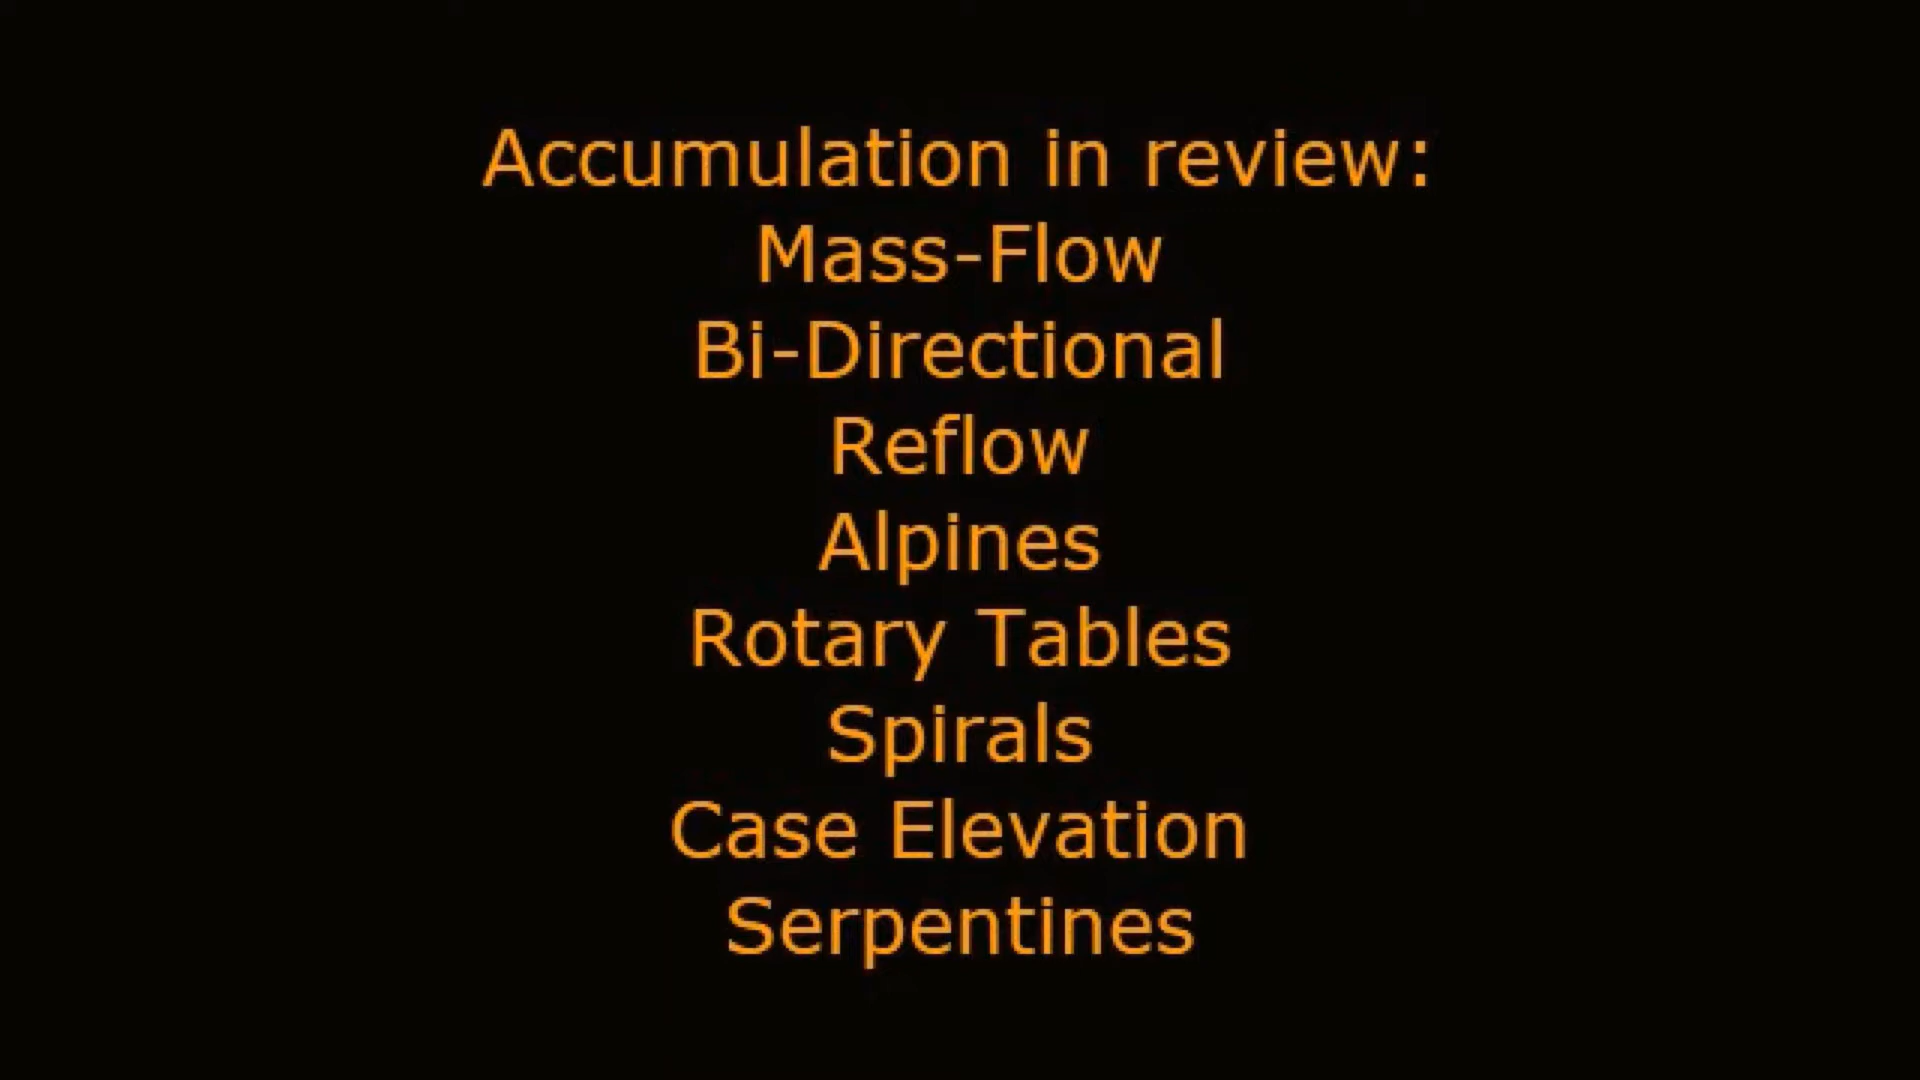 Accumulation in review:
Mass-Flow
Bi-Directional
Reflow
Alpines
Rotary Tables
Spirals
Case Elevation
Serpentines